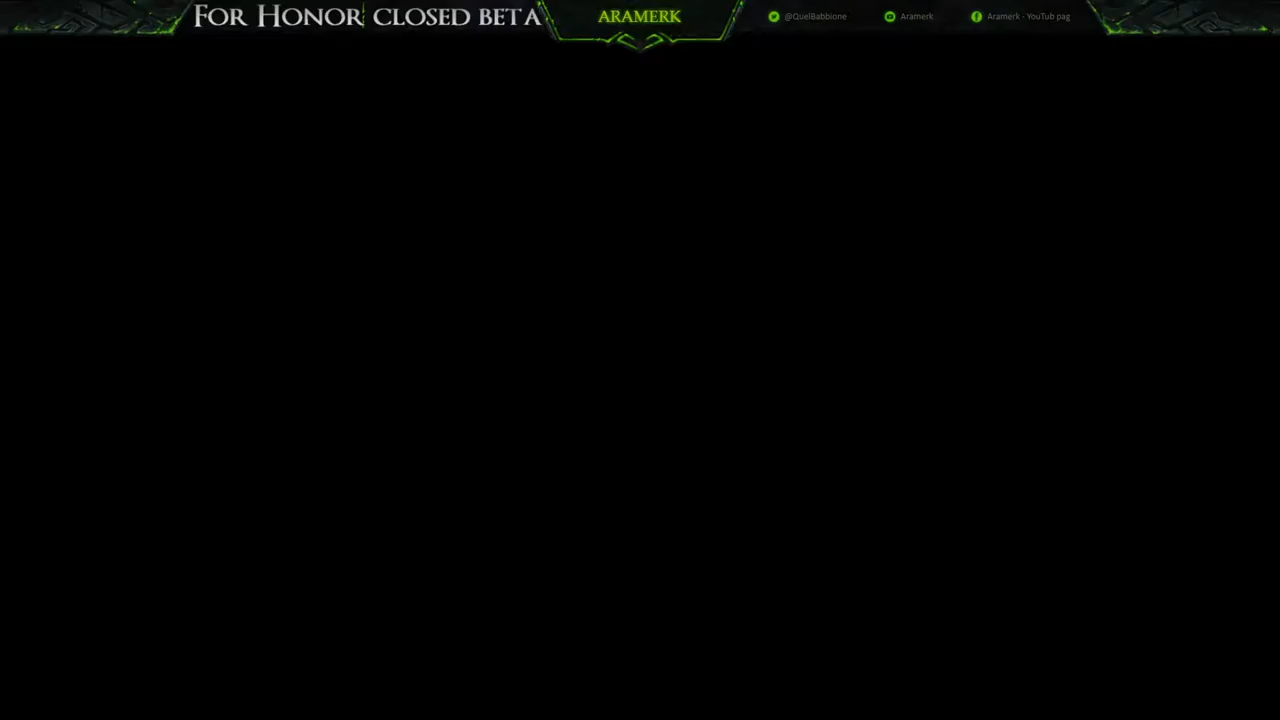 For Honor closed beta
ARAMERK
@QuelBabbione
Aramerk
Aramerk - YouTub pag